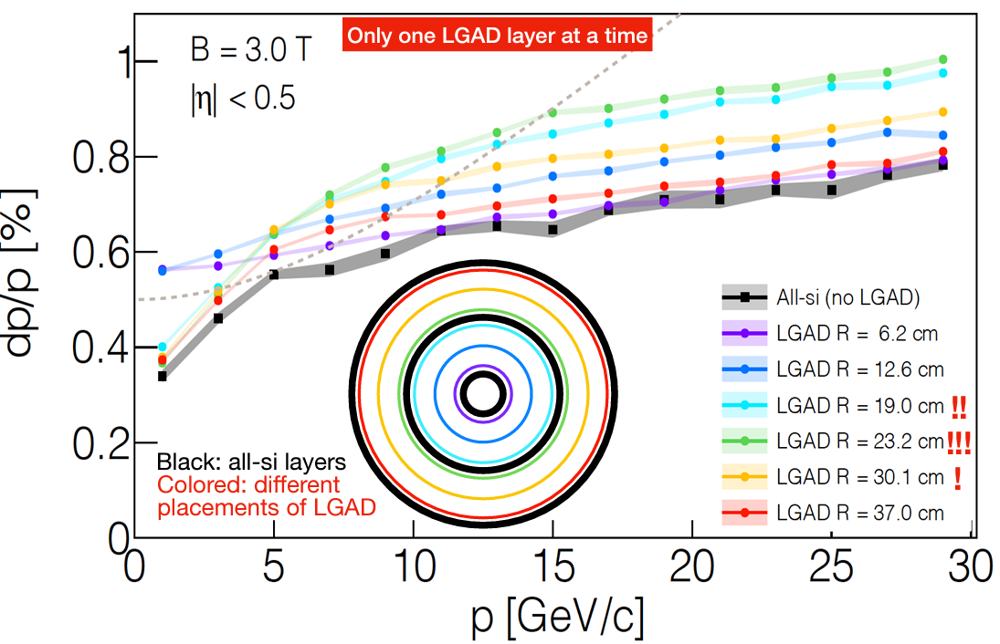 Only one LGAD layer at a time
B = 3.0 T
|η| < 0.5
dp/p [%]
1
0.8
0.6
0.4
0.2
0
All-si (no LGAD)
LGAD R = 6.2 cm
LGAD R = 12.6 cm
LGAD R = 19.0 cm !!
LGAD R = 23.2 cm !!!
LGAD R = 30.1 cm !
LGAD R = 37.0 cm
Black: all-si layers
Colored: different
placements of LGAD
0 5 10 15 20 25 30
p [GeV/c]